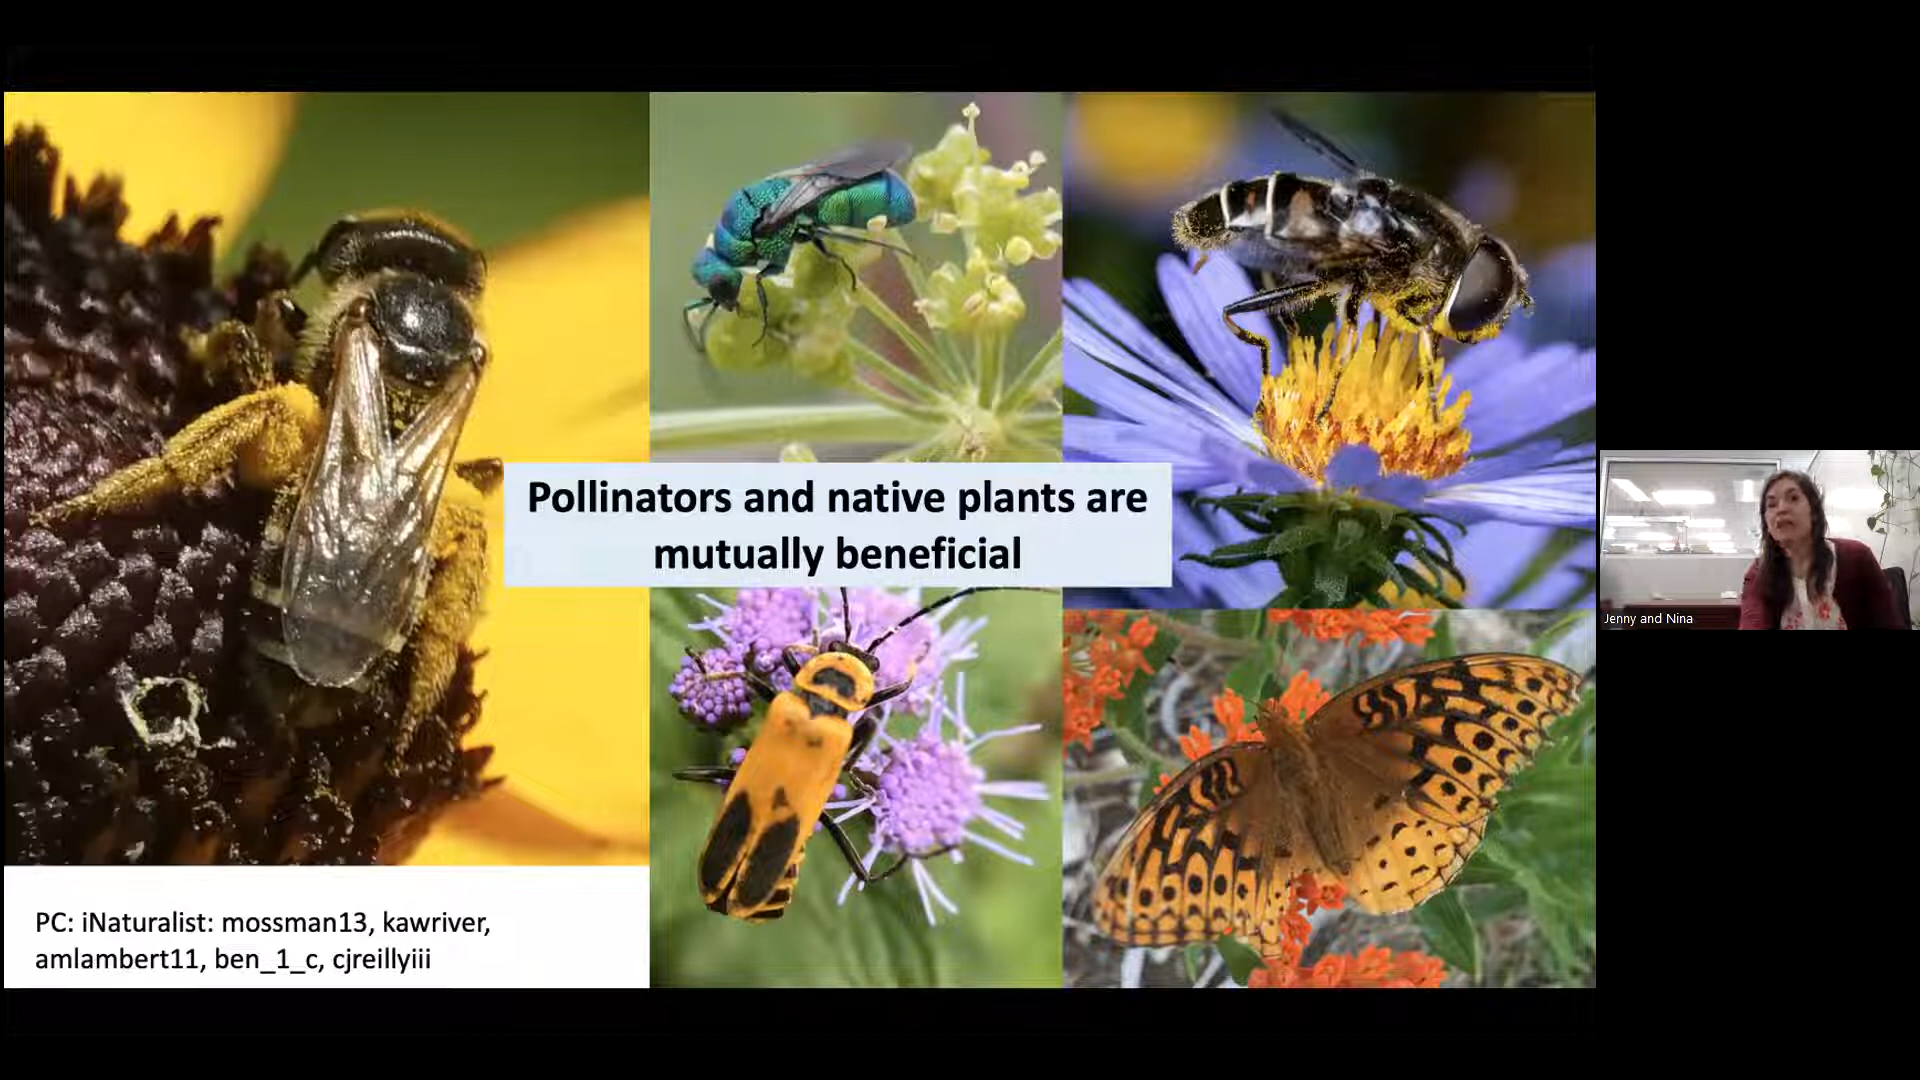 Pollinators and native plants are
mutually beneficial
PC: iNaturalist: mossman13, kawriver,
amlambert11, ben_1_c, cjreillyiii
Jenny and Nina